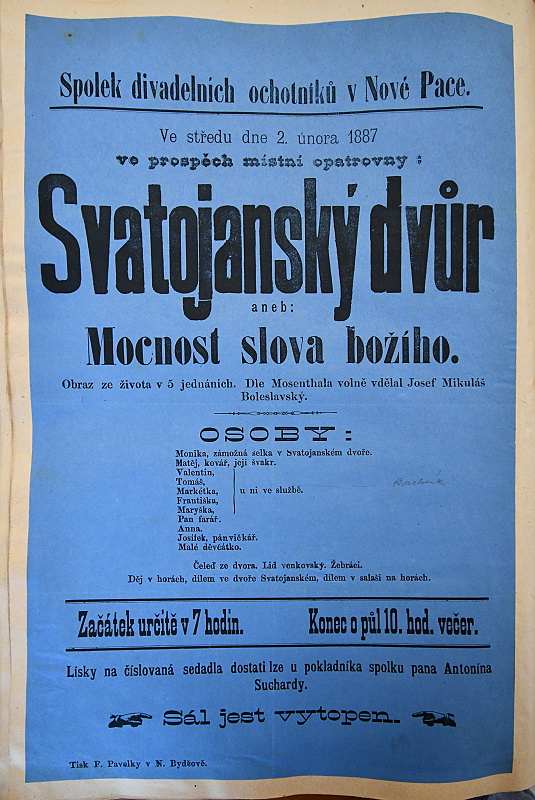 Spolek divadelních ochotníků v Nové Pace.
Ve středu dne 2. února 1887
ve prospěch místní opatrovny:
Svatojanský dvůr
aneb:
Mocnost slova božího.
Obraz ze života v 5 jednáních. Dle Mosenthala volně vdělal Josef Mikuláš
Boleslavský.
OSOBY:
Monika, zámožná selka v Svatojanském dvoře.
Matěj, kovář, její švakr.
Valentin,
Tomáš,
Markétka,
u ní ve službě.
Františka,
Maryška,
Pan farář.
Anna.
Josífek, pánvičkář.
Malé děvčátko.
Čeleď ze dvora. Lid venkovský. Žebráci.
Děj v horách, dílem ve dvoře Svatojanském, dílem v salaši na horách.
Začátek určitě v 7 hodin. Konec o půl 10. hod. večer.
Lísky na číslovaná sedadla dostati lze u pokladníka spolku pana Antonína
Suchardy.
Sál jest vytopen.
Tisk F. Pavelky v N. Bydžově.